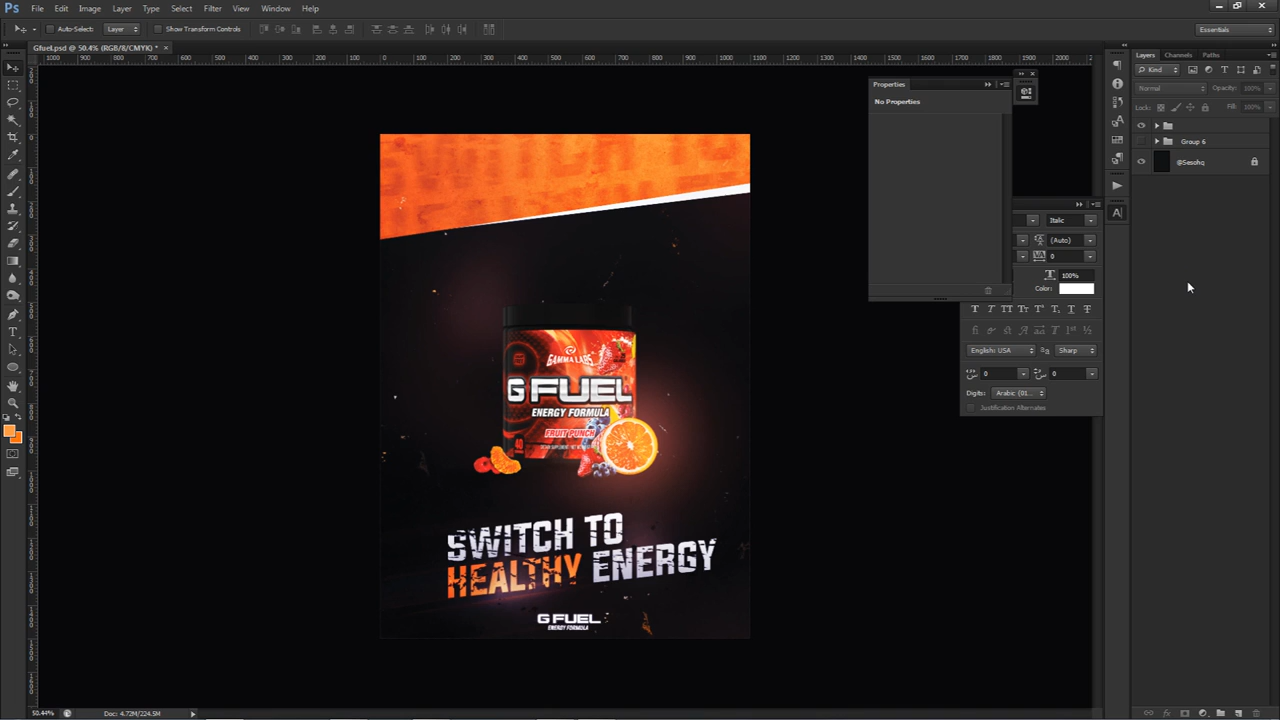 Ps File Edit Image Layer Type Select Filter View Window Help
Auto-Select: Layer Show Transform Controls Essentials
Gfuel.psd @ 50.4% (RGB/8/CMYK) * ×
Layers Channels Paths
Kind
Normal Opacity: 100%
Lock: Fill: 100%
Group 6
@Sesohq
Properties
No Properties
Italic
(Auto)
0
100%
Color:
English: USA Sharp
0 0
Digits: Arabic (01...
Justification Alternates
GAMMA LABS
G FUEL
ENERGY FORMULA
FRUIT PUNCH
40
SWITCH TO
HEALTHY ENERGY
G FUEL
ENERGY FORMULA
50.44% Doc: 4.72M/224.5M